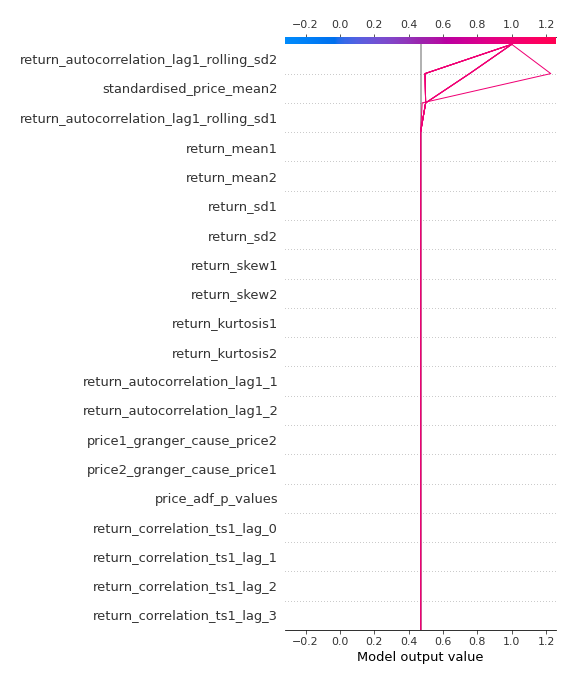 −0.2 0.0 0.2 0.4 0.6 0.8 1.0 1.2
return_autocorrelation_lag1_rolling_sd2
standardised_price_mean2
return_autocorrelation_lag1_rolling_sd1
return_mean1
return_mean2
return_sd1
return_sd2
return_skew1
return_skew2
return_kurtosis1
return_kurtosis2
return_autocorrelation_lag1_1
return_autocorrelation_lag1_2
price1_granger_cause_price2
price2_granger_cause_price1
price_adf_p_values
return_correlation_ts1_lag_0
return_correlation_ts1_lag_1
return_correlation_ts1_lag_2
return_correlation_ts1_lag_3
−0.2 0.0 0.2 0.4 0.6 0.8 1.0 1.2
Model output value